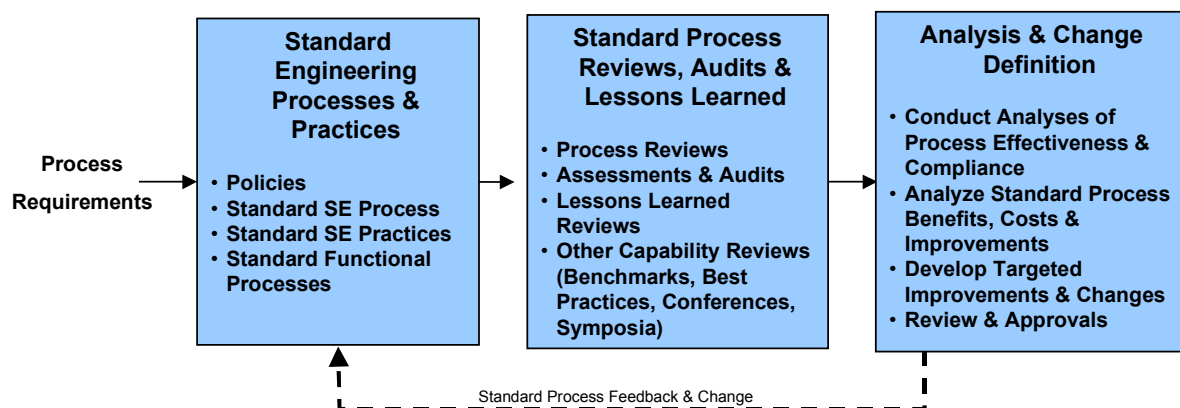 Process
Requirements
Standard
Engineering
Processes &
Practices
• Policies
• Standard SE Process
• Standard SE Practices
• Standard Functional
Processes
Standard Process
Reviews, Audits &
Lessons Learned
• Process Reviews
• Assessments & Audits
• Lessons Learned
Reviews
• Other Capability Reviews
(Benchmarks, Best
Practices, Conferences,
Symposia)
Analysis & Change
Definition
• Conduct Analyses of
Process Effectiveness &
Compliance
• Analyze Standard Process
Benefits, Costs &
Improvements
• Develop Targeted
Improvements & Changes
• Review & Approvals
Standard Process Feedback & Change